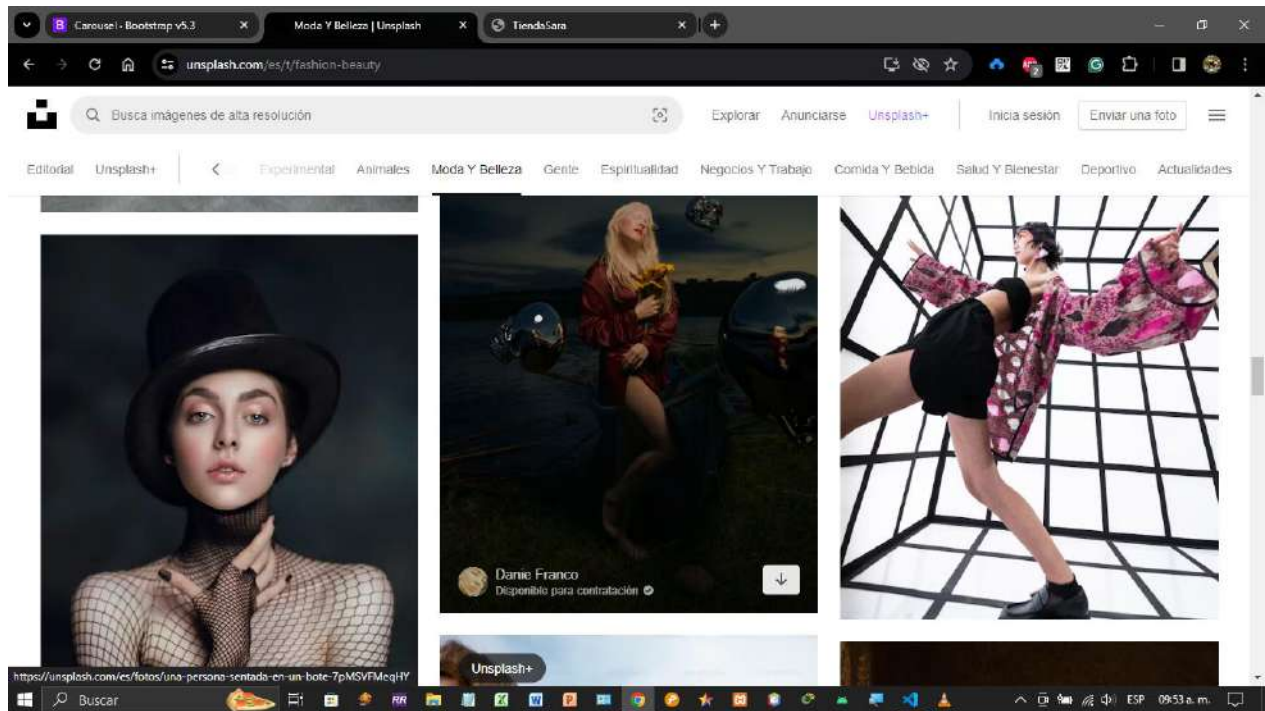 Carousel · Bootstrap v5.3
Moda Y Belleza | Unsplash
TiendaSara
unsplash.com/es/t/fashion-beauty
Busca imágenes de alta resolución
Explorar
Anunciarse
Unsplash+
Inicia sesión
Enviar una foto
Editorial
Unsplash+
Experimental
Animales
Moda Y Belleza
Gente
Espiritualidad
Negocios Y Trabajo
Comida Y Bebida
Salud Y Bienestar
Deportivo
Actualidades
Danie Franco
Disponible para contratación
Unsplash+
https://unsplash.com/es/fotos/una-persona-sentada-en-un-bote-7pMSVFMeqHY
Buscar
ESP
09:53 a. m.